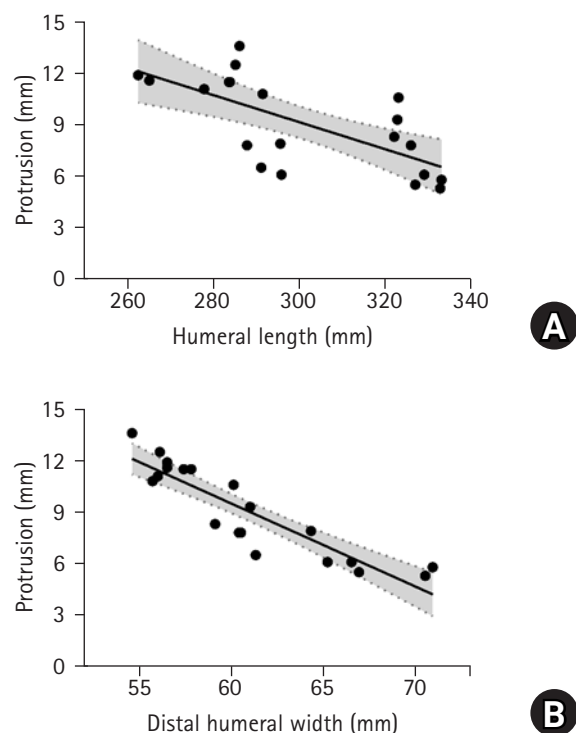 15
12
9
6
3
0
Protrusion (mm)
260 280 300 320 340
Humeral length (mm)
A
15
12
9
6
3
0
Protrusion (mm)
55 60 65 70
Distal humeral width (mm)
B